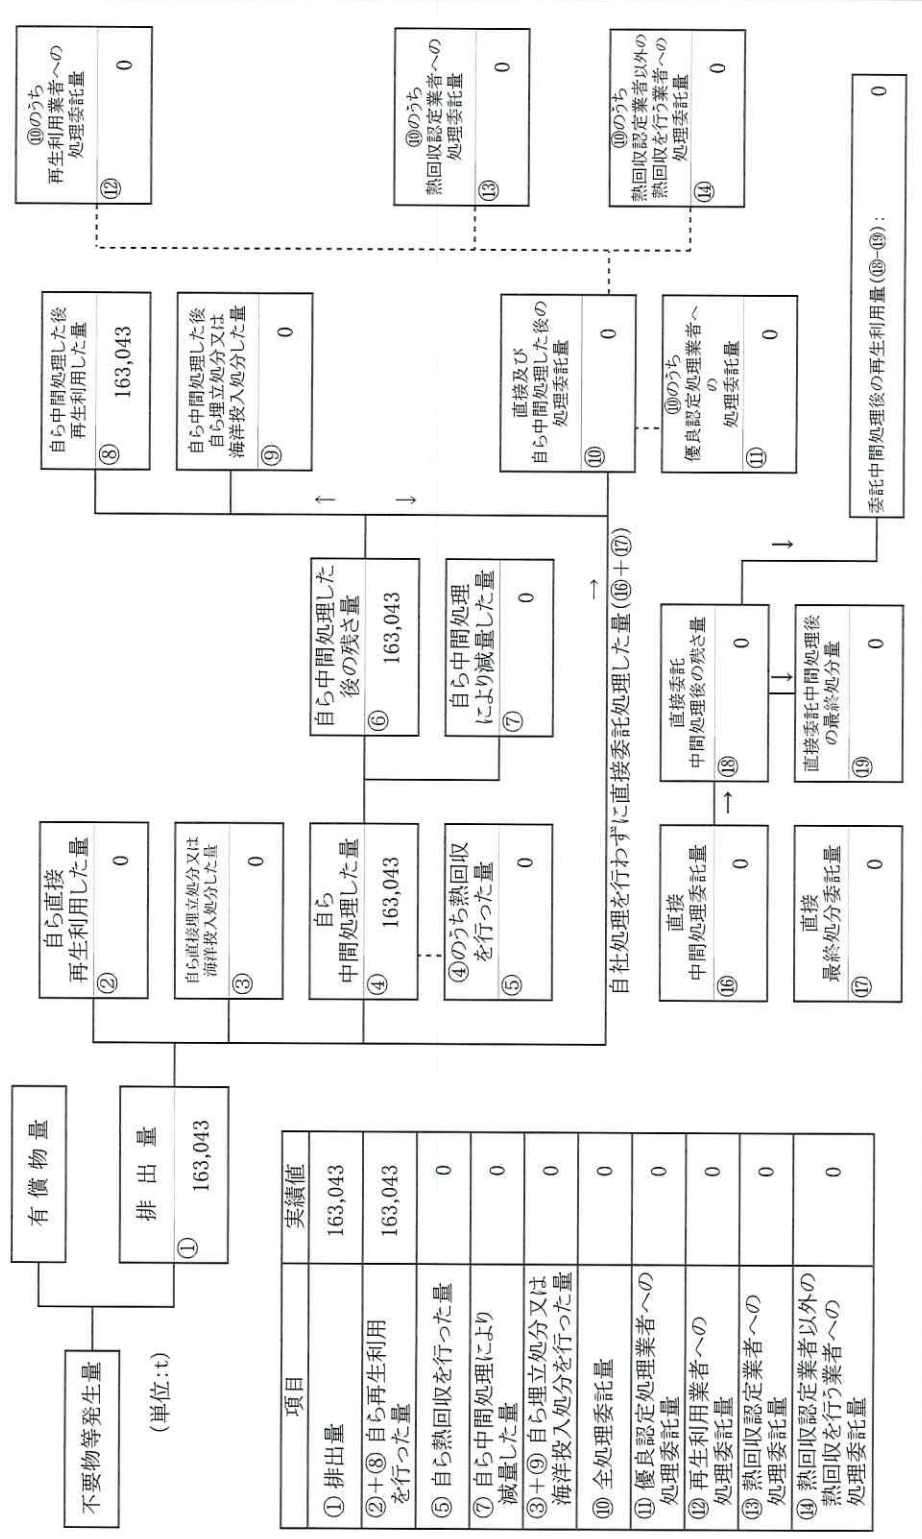 不要物等発生量
(単位:t)
有償物量
排出量
① 163,043
自ら直接
再生利用した量
② 0
自ら直接埋立処分又は
海洋投入処分した量
③ 0
自ら
中間処理した量
④ 163,043
④のうち熱回収
を行った量
⑤ 0
自ら中間処理した
後の残さ量
⑥ 163,043
自ら中間処理
により減量した量
⑦ 0
↑
↓
自ら中間処理した後
再生利用した量
⑧ 163,043
自ら中間処理した後
自ら埋立処分又は
海洋投入処分した量
⑨ 0
直接及び
自ら中間処理した後の
処理委託量
⑩ 0
⑩のうち
優良認定処理業者へ
の
処理委託量
⑪ 0
⑩のうち
再生利用業者への
処理委託量
⑫ 0
⑩のうち
熱回収認定業者への
処理委託量
⑬ 0
⑩のうち
熱回収認定業者以外の
熱回収を行う業者への
処理委託量
⑭ 0
→
自社処理を行わずに直接委託処理した量(⑯+⑰)
直接
中間処理委託量
⑯ 0
→
直接
最終処分委託量
⑰ 0
直接委託
中間処理後の残さ量
⑱ 0
↓
直接委託中間処理後
の最終処分量
⑲ 0
↓
委託中間処理後の再生利用量(⑱-⑲): 0
項目 実績値
① 排出量 163,043
②+⑧ 自ら再生利用
を行った量 163,043
⑤ 自ら熱回収を行った量 0
⑦ 自ら中間処理により
減量した量 0
③+⑨ 自ら埋立処分又は
海洋投入処分を行った量 0
⑩ 全処理委託量 0
⑪ 優良認定処理業者への
処理委託量 0
⑫ 再生利用業者への
処理委託量 0
⑬ 熱回収認定業者への
処理委託量 0
⑭ 熱回収認定業者以外の
熱回収を行う業者への
処理委託量 0